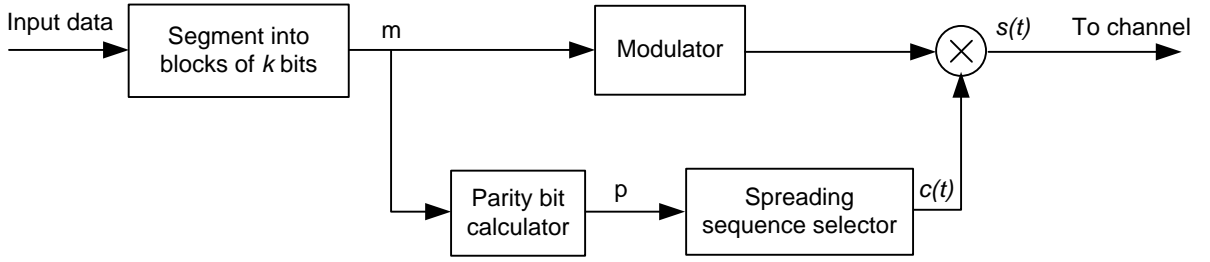 Input data
Segment into
blocks of k bits
m
Modulator
s(t)
To channel
Parity bit
calculator
p
Spreading
sequence selector
c(t)